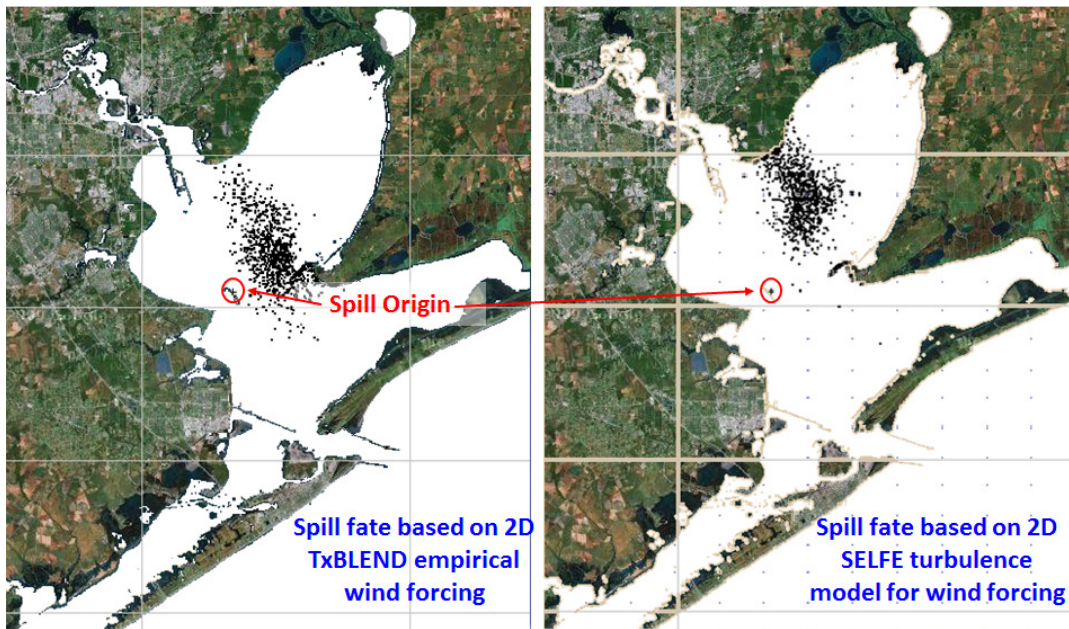 Spill Origin
Spill fate based on 2D
TxBLEND empirical
wind forcing
Spill fate based on 2D
SELFE turbulence
model for wind forcing